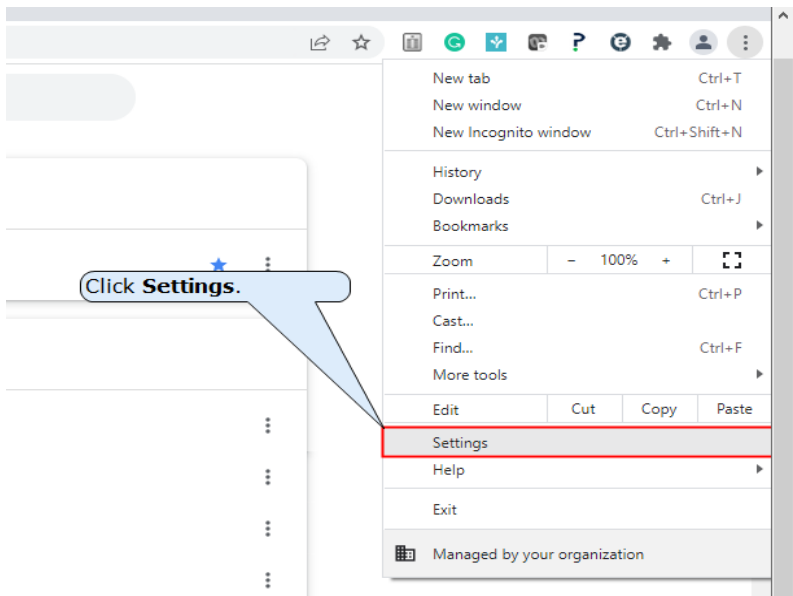 New tab Ctrl+T
New window Ctrl+N
New Incognito window Ctrl+Shift+N
History
Downloads Ctrl+J
Bookmarks
Zoom - 100% +
Click Settings.
Print... Ctrl+P
Cast...
Find... Ctrl+F
More tools
Edit Cut Copy Paste
Settings
Help
Exit
Managed by your organization